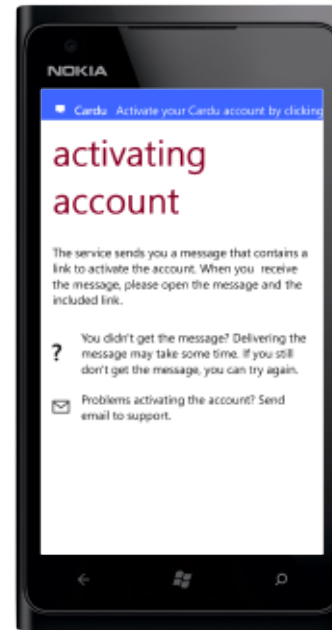 NOKIA
Cardu Activate your Cardu account by clicking
activating
account
The service sends you a message that contains a
link to activate the account. When you receive
the message, please open the message and the
included link.
? You didn't get the message? Delivering the
message may take some time. If you still
don't get the message, you can try again.
Problems activating the account? Send
email to support.